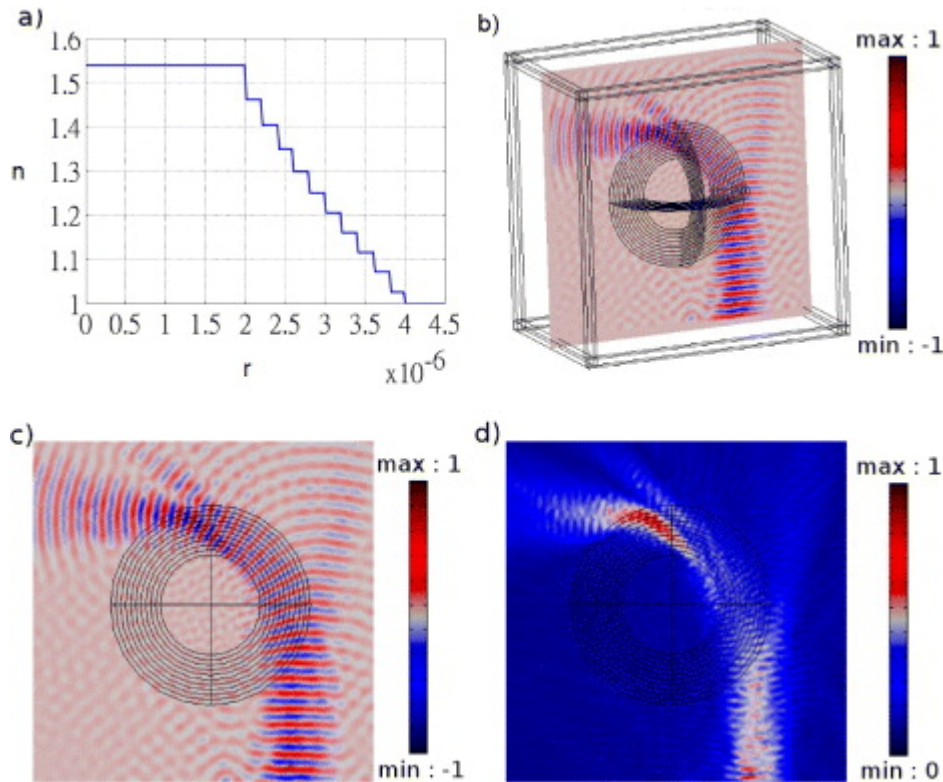 a)
1.6
1.5
1.4
1.3
1.2
1.1
1
n
0 0.5 1 1.5 2 2.5 3 3.5 4 4.5
r
x10⁻⁶
b)
max : 1
min : -1
c)
max : 1
min : -1
d)
max : 1
min : 0